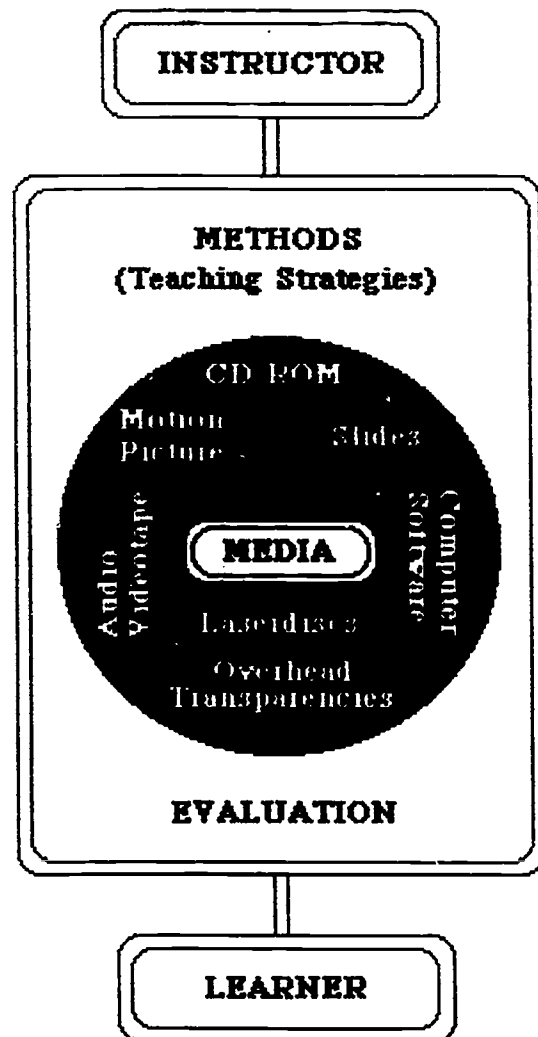 INSTRUCTOR
METHODS
(Teaching Strategies)
CD ROM
Motion
Picture
Slides
Audio
Videotape
MEDIA
Computer
Software
Laserdiscs
Overhead
Transparencies
EVALUATION
LEARNER